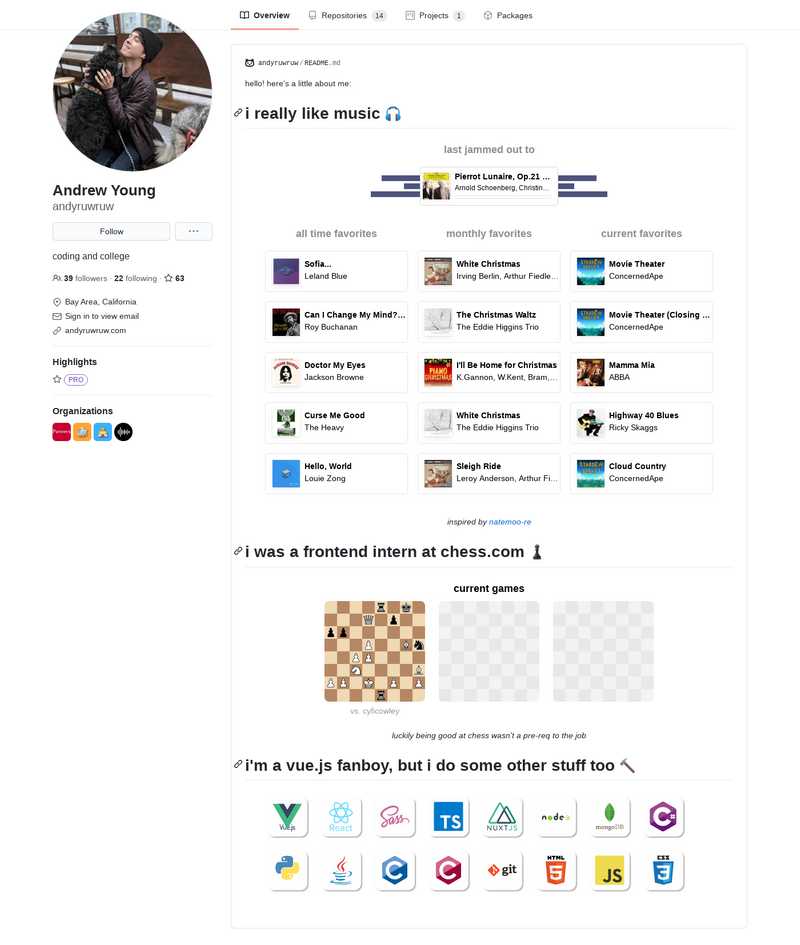 Overview
Repositories 14
Projects 1
Packages
Andrew Young
andyruwruw
Follow
...
coding and college
39 followers · 22 following · 63
Bay Area, California
Sign in to view email
andyruwruw.com
Highlights
PRO
Organizations
andyruwruw / README.md
hello! here's a little about me:
i really like music
last jammed out to
Pierrot Lunaire, Op.21 ...
Arnold Schoenberg, Christin...
all time favorites
Sofia...
Leland Blue
Can I Change My Mind?...
Roy Buchanan
Doctor My Eyes
Jackson Browne
Curse Me Good
The Heavy
Hello, World
Louie Zong
monthly favorites
White Christmas
Irving Berlin, Arthur Fiedle...
The Christmas Waltz
The Eddie Higgins Trio
I'll Be Home for Christmas
K.Gannon, W.Kent, Bram,...
White Christmas
The Eddie Higgins Trio
Sleigh Ride
Leroy Anderson, Arthur Fi...
current favorites
Movie Theater
ConcernedApe
Movie Theater (Closing ...
ConcernedApe
Mamma Mia
ABBA
Highway 40 Blues
Ricky Skaggs
Cloud Country
ConcernedApe
inspired by natemoo-re
i was a frontend intern at chess.com
current games
vs. cyficowley
luckily being good at chess wasn't a pre-req to the job
i'm a vue.js fanboy, but i do some other stuff too
Vue.js
React
Sass
TS
NUXTJS
node
mongoDB
C
Java
C
C
git
HTML
5
JS
CSS
3